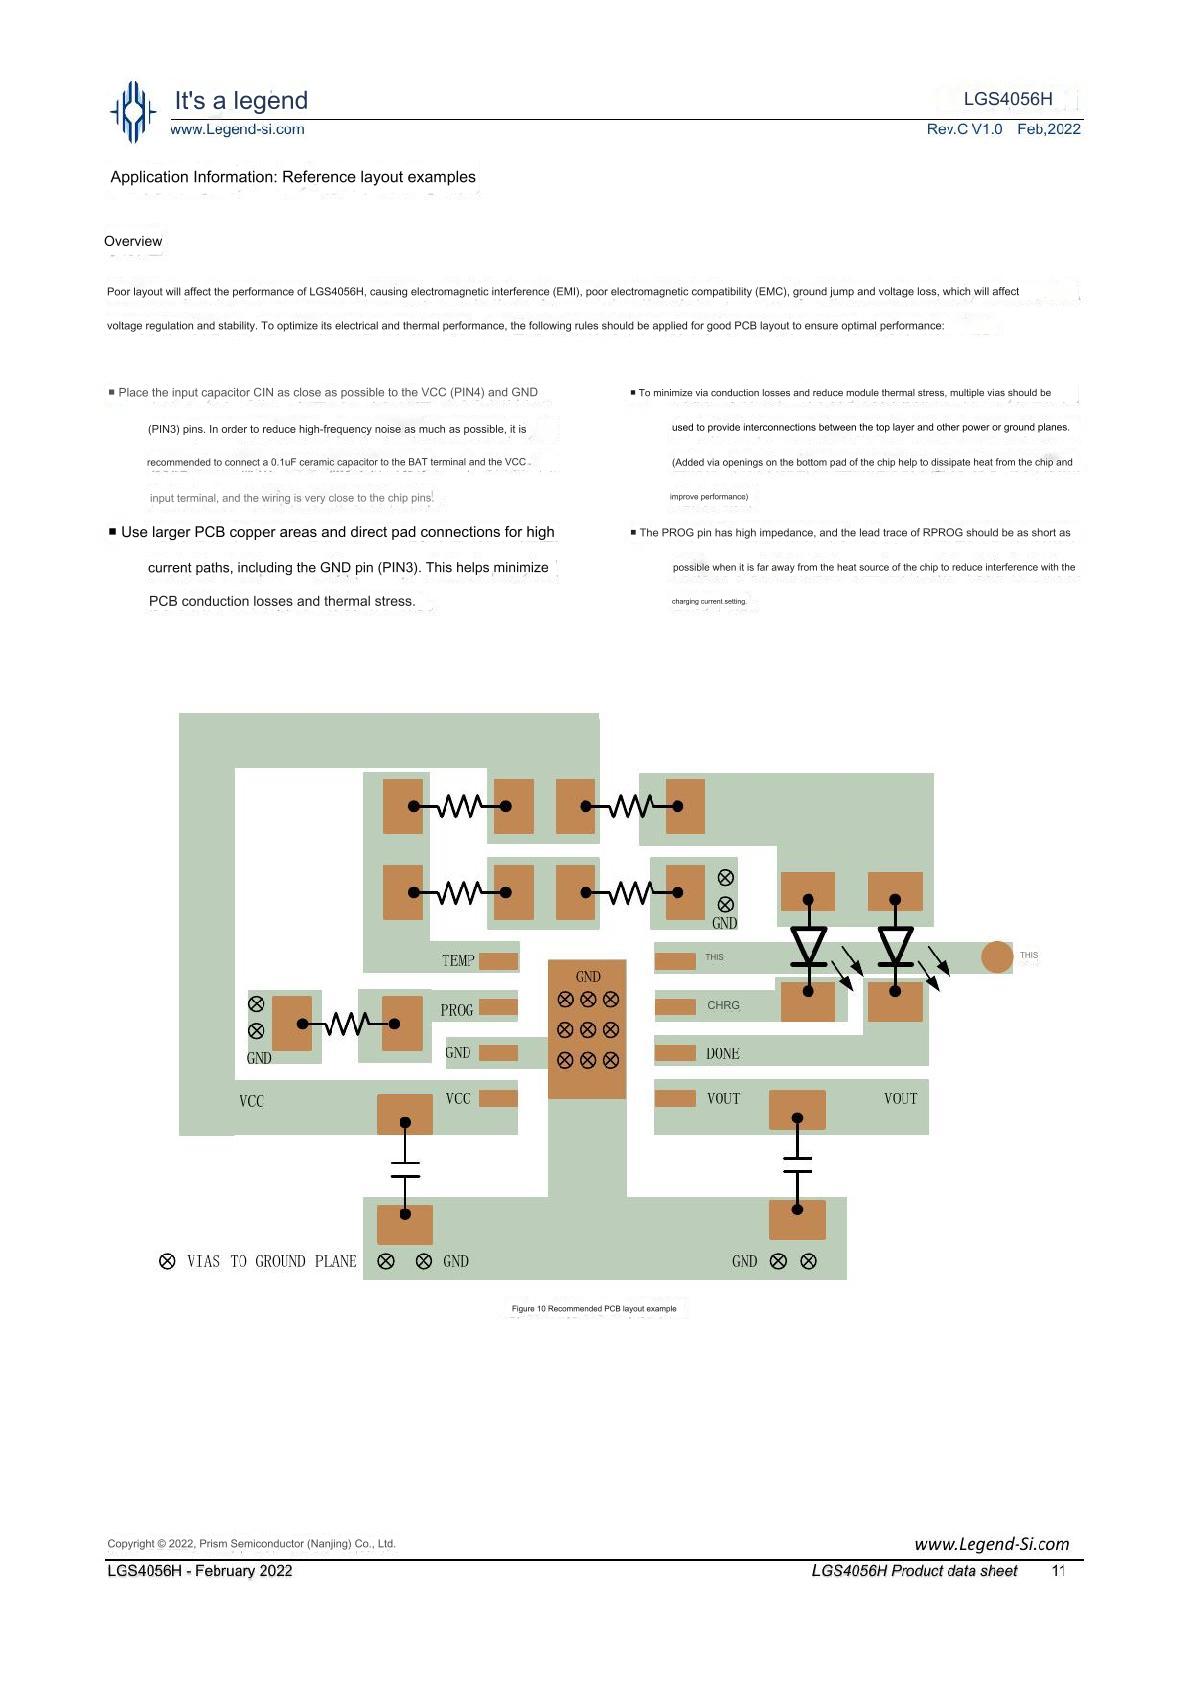 It's a legend
LGS4056H
www.Legend-si.com
Rev.C V1.0 Feb,2022
Application Information: Reference layout examples
Overview
Poor layout will affect the performance of LGS4056H, causing electromagnetic interference (EMI), poor electromagnetic compatibility (EMC), ground jump and voltage loss, which will affect
voltage regulation and stability. To optimize its electrical and thermal performance, the following rules should be applied for good PCB layout to ensure optimal performance:
■ Place the input capacitor CIN as close as possible to the VCC (PIN4) and GND
(PIN3) pins. In order to reduce high-frequency noise as much as possible, it is
recommended to connect a 0.1uF ceramic capacitor to the BAT terminal and the VCC
input terminal, and the wiring is very close to the chip pins.
■ Use larger PCB copper areas and direct pad connections for high
current paths, including the GND pin (PIN3). This helps minimize
PCB conduction losses and thermal stress.
■ To minimize via conduction losses and reduce module thermal stress, multiple vias should be
used to provide interconnections between the top layer and other power or ground planes.
(Added via openings on the bottom pad of the chip help to dissipate heat from the chip and
improve performance)
■ The PROG pin has high impedance, and the lead trace of RPROG should be as short as
possible when it is far away from the heat source of the chip to reduce interference with the
charging current setting.
GND
TEMP
THIS
THIS
GND
PROG
CHRG
GND
GND
DONE
VCC
VCC
VOUT
VOUT
VIAS TO GROUND PLANE
GND
GND
Figure 10 Recommended PCB layout example
Copyright © 2022, Prism Semiconductor (Nanjing) Co., Ltd.
www.Legend-Si.com
LGS4056H - February 2022
LGS4056H Product data sheet 11